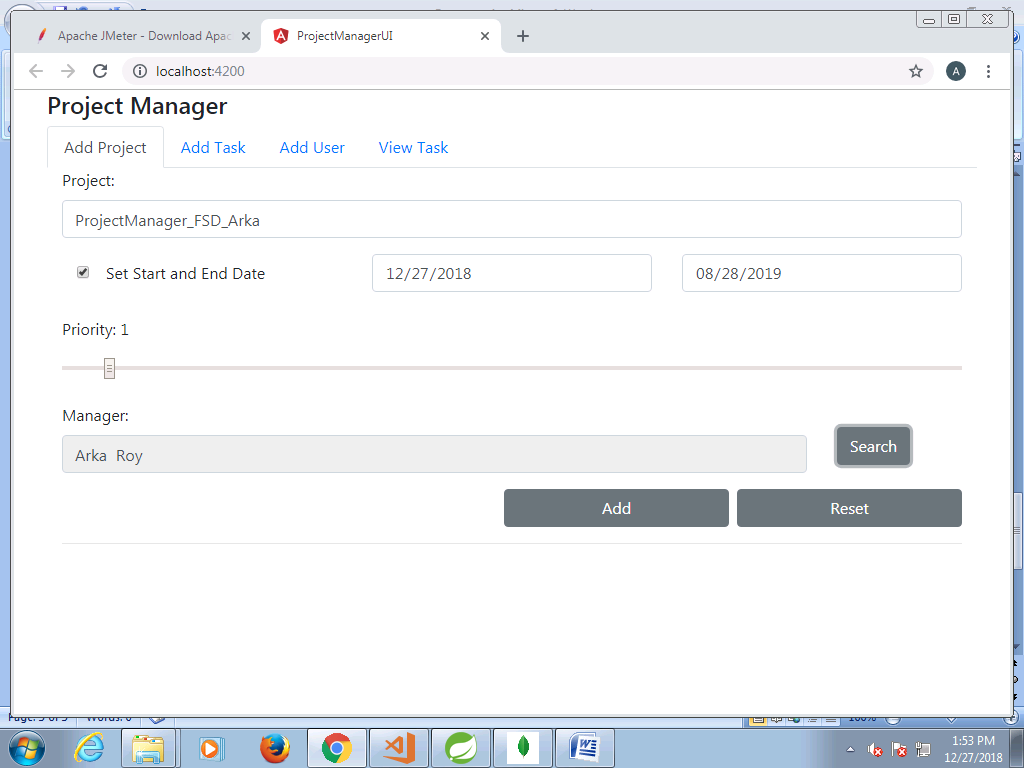 Apache JMeter - Download Apac
ProjectManagerUI
localhost:4200
A
Project Manager
Add Project Add Task Add User View Task
Project:
ProjectManager_FSD_Arka
Set Start and End Date 12/27/2018 08/28/2019
Priority: 1
Manager:
Arka Roy
Search
Add Reset
1:53 PM
12/27/2018